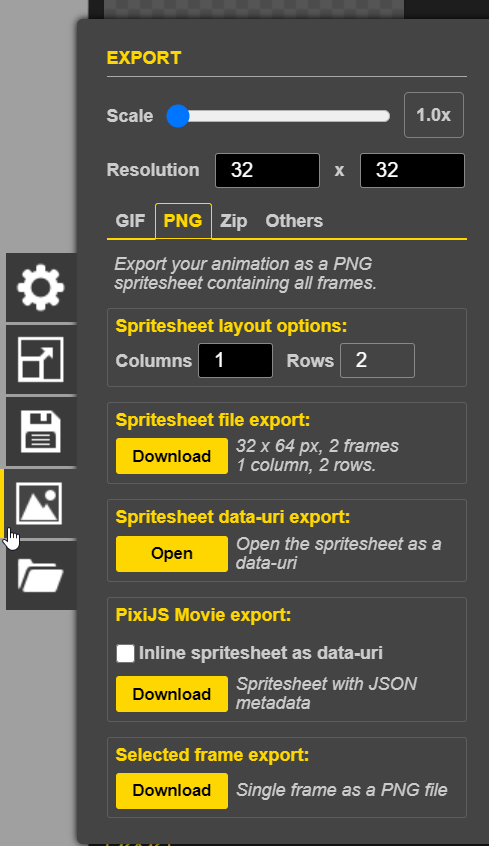 EXPORT
Scale 1.0x
Resolution 32 x 32
GIF PNG Zip Others
Export your animation as a PNG
spritesheet containing all frames.
Spritesheet layout options:
Columns 1 Rows 2
Spritesheet file export:
Download 32 x 64 px, 2 frames
1 column, 2 rows.
Spritesheet data-uri export:
Open Open the spritesheet as a
data-uri
PixiJS Movie export:
Inline spritesheet as data-uri
Download Spritesheet with JSON
metadata
Selected frame export:
Download Single frame as a PNG file